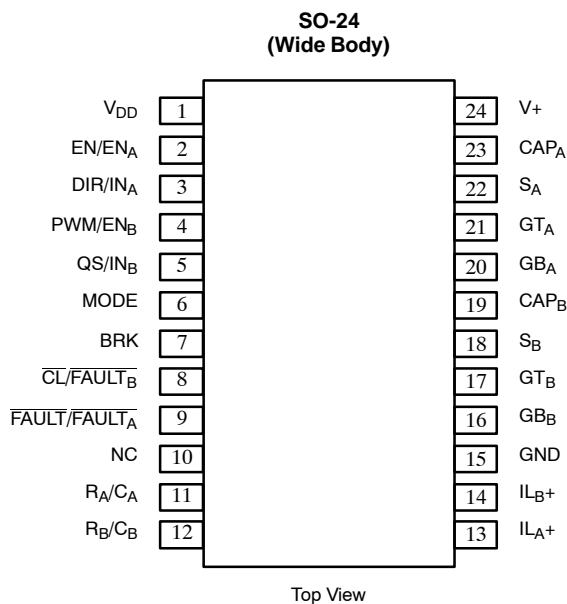 SO-24
(Wide Body)
V_DD 1 24 V+
EN/EN_A 2 23 CAP_A
DIR/IN_A 3 22 S_A
PWM/EN_B 4 21 GT_A
QS/IN_B 5 20 GB_A
MODE 6 19 CAP_B
BRK 7 18 S_B
CL/FAULT_B 8 17 GT_B
FAULT/FAULT_A 9 16 GB_B
NC 10 15 GND
R_A/C_A 11 14 IL_B+
R_B/C_B 12 13 IL_A+
Top View